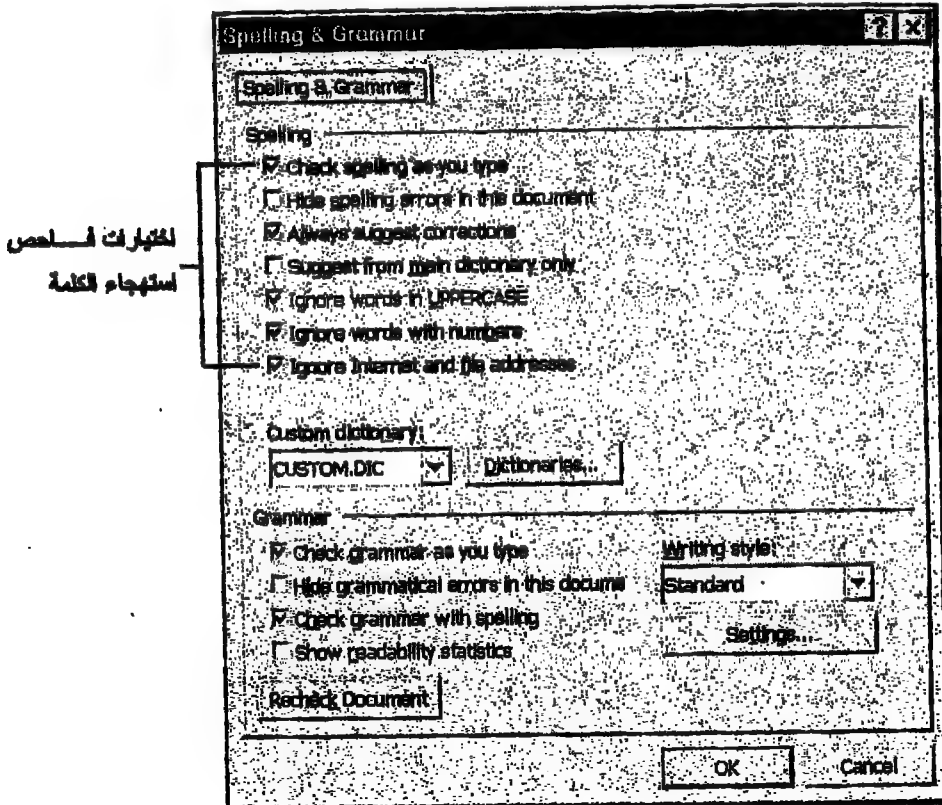 Spelling & Grammar
Spelling & Grammar
Spelling
Check spelling as you type
Hide spelling errors in this document
Always suggest corrections
Suggest from main dictionary only
Ignore words in UPPERCASE
Ignore words with numbers
Ignore Internet and file addresses
اختيارات فاحص
استهجاء الكلمة
Custom dictionary:
CUSTOM.DIC
Dictionaries...
Grammar
Check grammar as you type
Hide grammatical errors in this docume
Check grammar with spelling
Show readability statistics
Writing style:
Standard
Settings...
Recheck Document
OK
Cancel